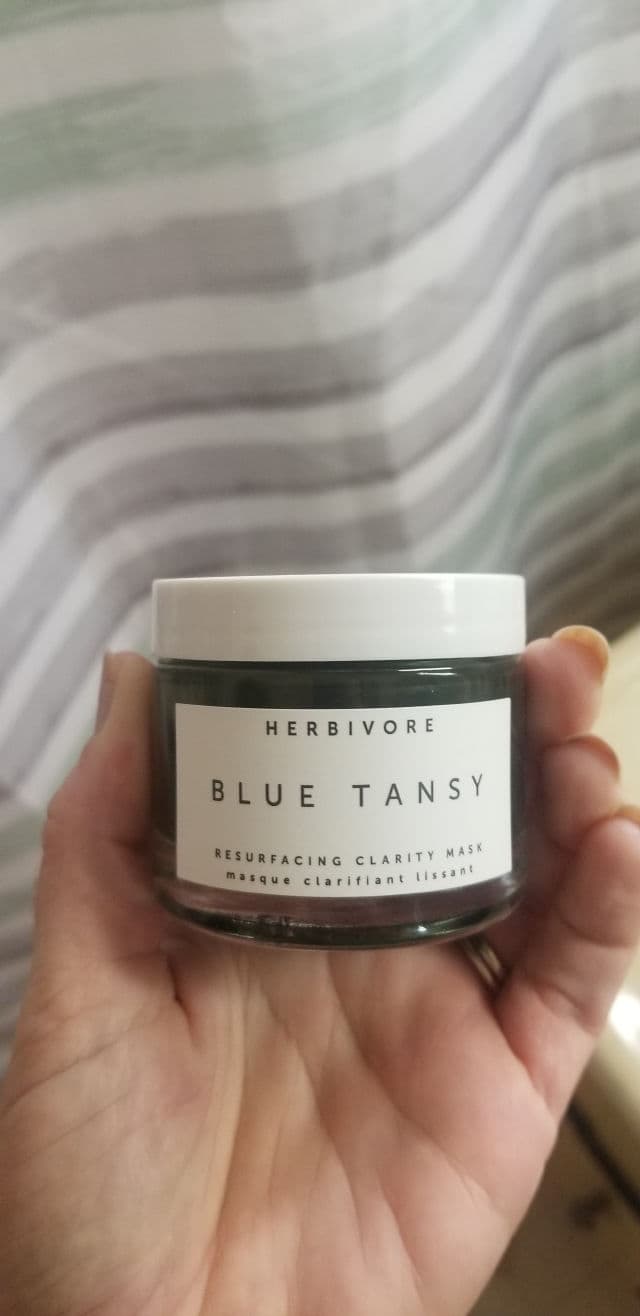 HERBIVORE
BLUE TANSY
RESURFACING CLARITY MASK
masque clarifiant lissant